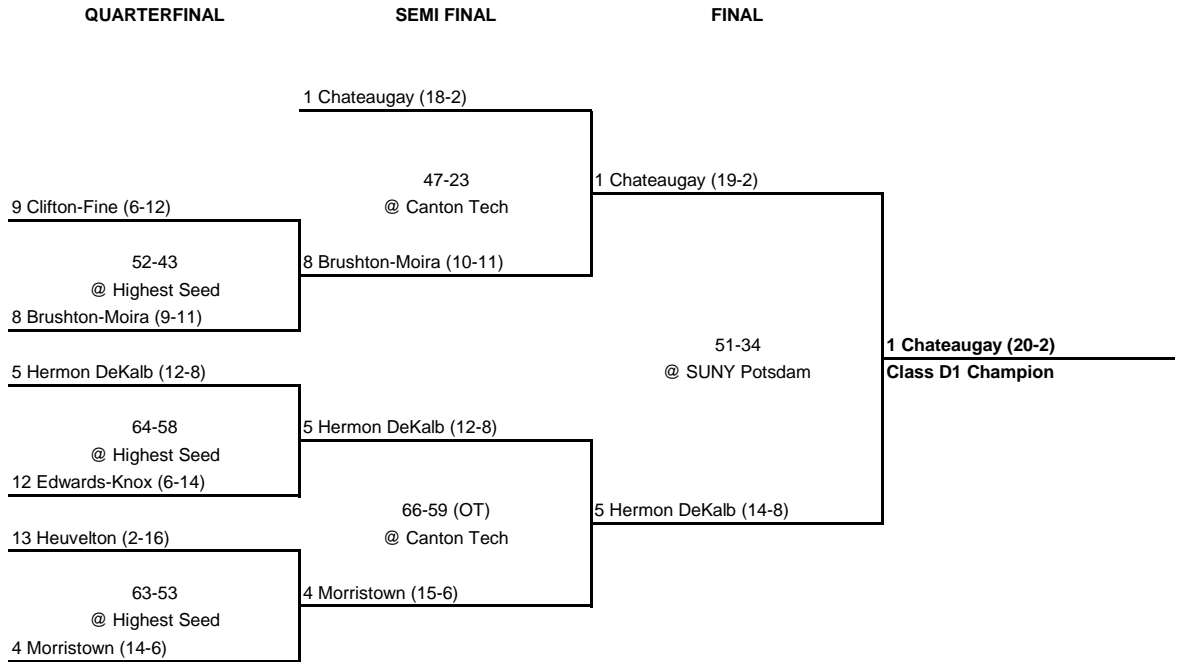 QUARTERFINAL SEMI FINAL FINAL
1 Chateaugay (18-2)
47-23
@ Canton Tech
1 Chateaugay (19-2)
9 Clifton-Fine (6-12)
52-43
@ Highest Seed
8 Brushton-Moira (10-11)
8 Brushton-Moira (9-11)
51-34
@ SUNY Potsdam
1 Chateaugay (20-2)
Class D1 Champion
5 Hermon DeKalb (12-8)
64-58
@ Highest Seed
5 Hermon DeKalb (12-8)
12 Edwards-Knox (6-14)
66-59 (OT)
@ Canton Tech
5 Hermon DeKalb (14-8)
13 Heuvelton (2-16)
63-53
@ Highest Seed
4 Morristown (15-6)
4 Morristown (14-6)